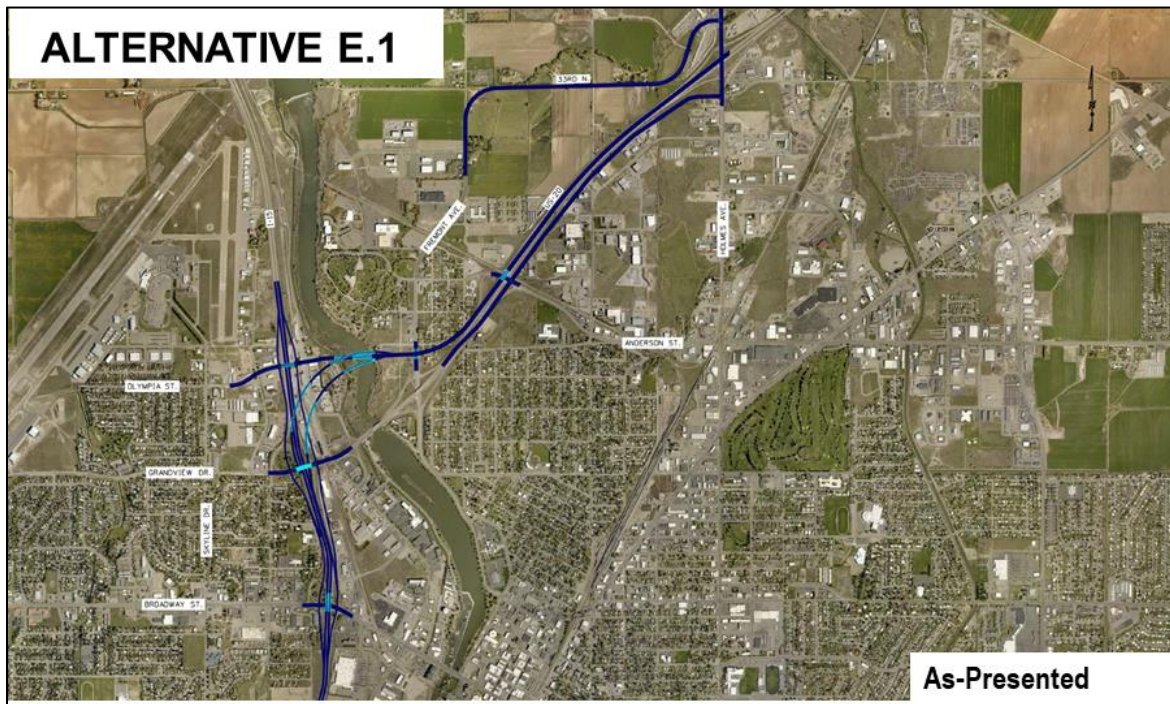 ALTERNATIVE E.1
33RD N.
I-15
FREMONT AVE.
US-20
HOLMES AVE.
ANDERSON ST.
OLYMPIA ST.
GRANDVIEW DR.
SKYLINE DR.
BROADWAY ST.
As-Presented